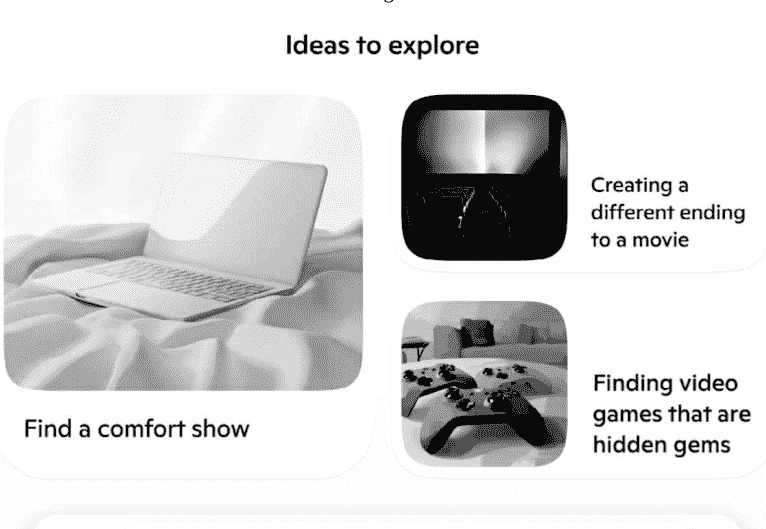 Ideas to explore
Find a comfort show
Creating a
different ending
to a movie
Finding video
games that are
hidden gems